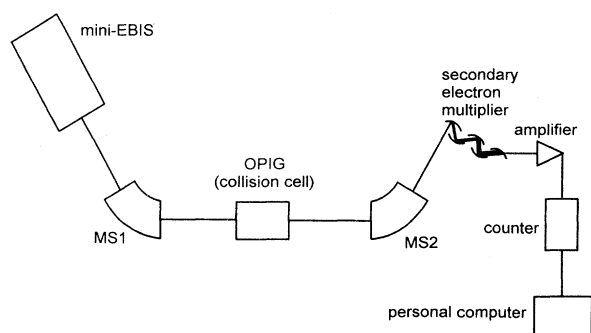 mini-EBIS
secondary
electron
multiplier
amplifier
OPIG
(collision cell)
MS1
MS2
counter
personal computer